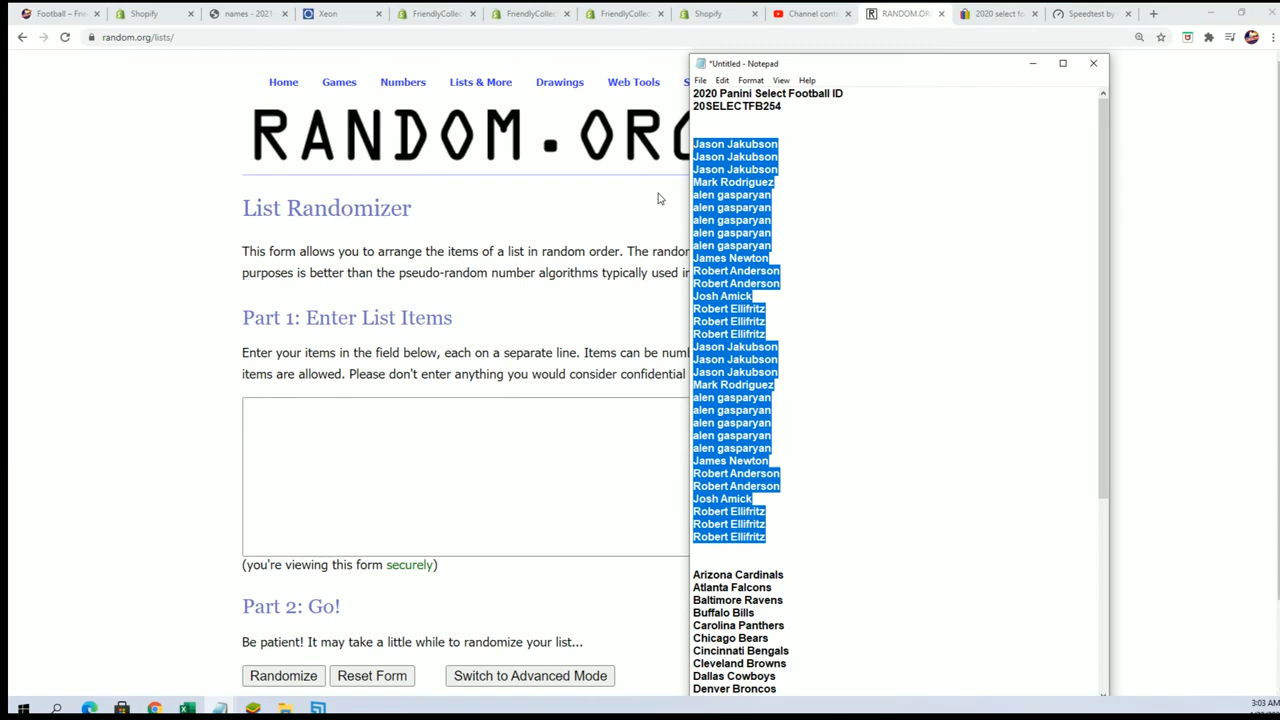 Football – Frie
Shopify
names - 2021
Xeon
FriendlyCollec
FriendlyCollec
FriendlyCollec
Shopify
Channel conte
RANDOM.OR
2020 select fo
Speedtest by
random.org/lists/
Home
Games
Numbers
Lists & More
Drawings
Web Tools
RANDOM.ORG
List Randomizer
This form allows you to arrange the items of a list in random order. The random
purposes is better than the pseudo-random number algorithms typically used in
Part 1: Enter List Items
Enter your items in the field below, each on a separate line. Items can be num
items are allowed. Please don't enter anything you would consider confidential
(you're viewing this form securely)
Part 2: Go!
Be patient! It may take a little while to randomize your list...
Randomize
Reset Form
Switch to Advanced Mode
*Untitled - Notepad
File
Edit
Format
View
Help
2020 Panini Select Football ID
20SELECTFB254
Jason Jakubson
Jason Jakubson
Jason Jakubson
Mark Rodriguez
alen gasparyan
alen gasparyan
alen gasparyan
alen gasparyan
alen gasparyan
James Newton
Robert Anderson
Robert Anderson
Josh Amick
Robert Ellifritz
Robert Ellifritz
Robert Ellifritz
Jason Jakubson
Jason Jakubson
Jason Jakubson
Mark Rodriguez
alen gasparyan
alen gasparyan
alen gasparyan
alen gasparyan
alen gasparyan
James Newton
Robert Anderson
Robert Anderson
Josh Amick
Robert Ellifritz
Robert Ellifritz
Robert Ellifritz
Arizona Cardinals
Atlanta Falcons
Baltimore Ravens
Buffalo Bills
Carolina Panthers
Chicago Bears
Cincinnati Bengals
Cleveland Browns
Dallas Cowboys
Denver Broncos
3:03 AM